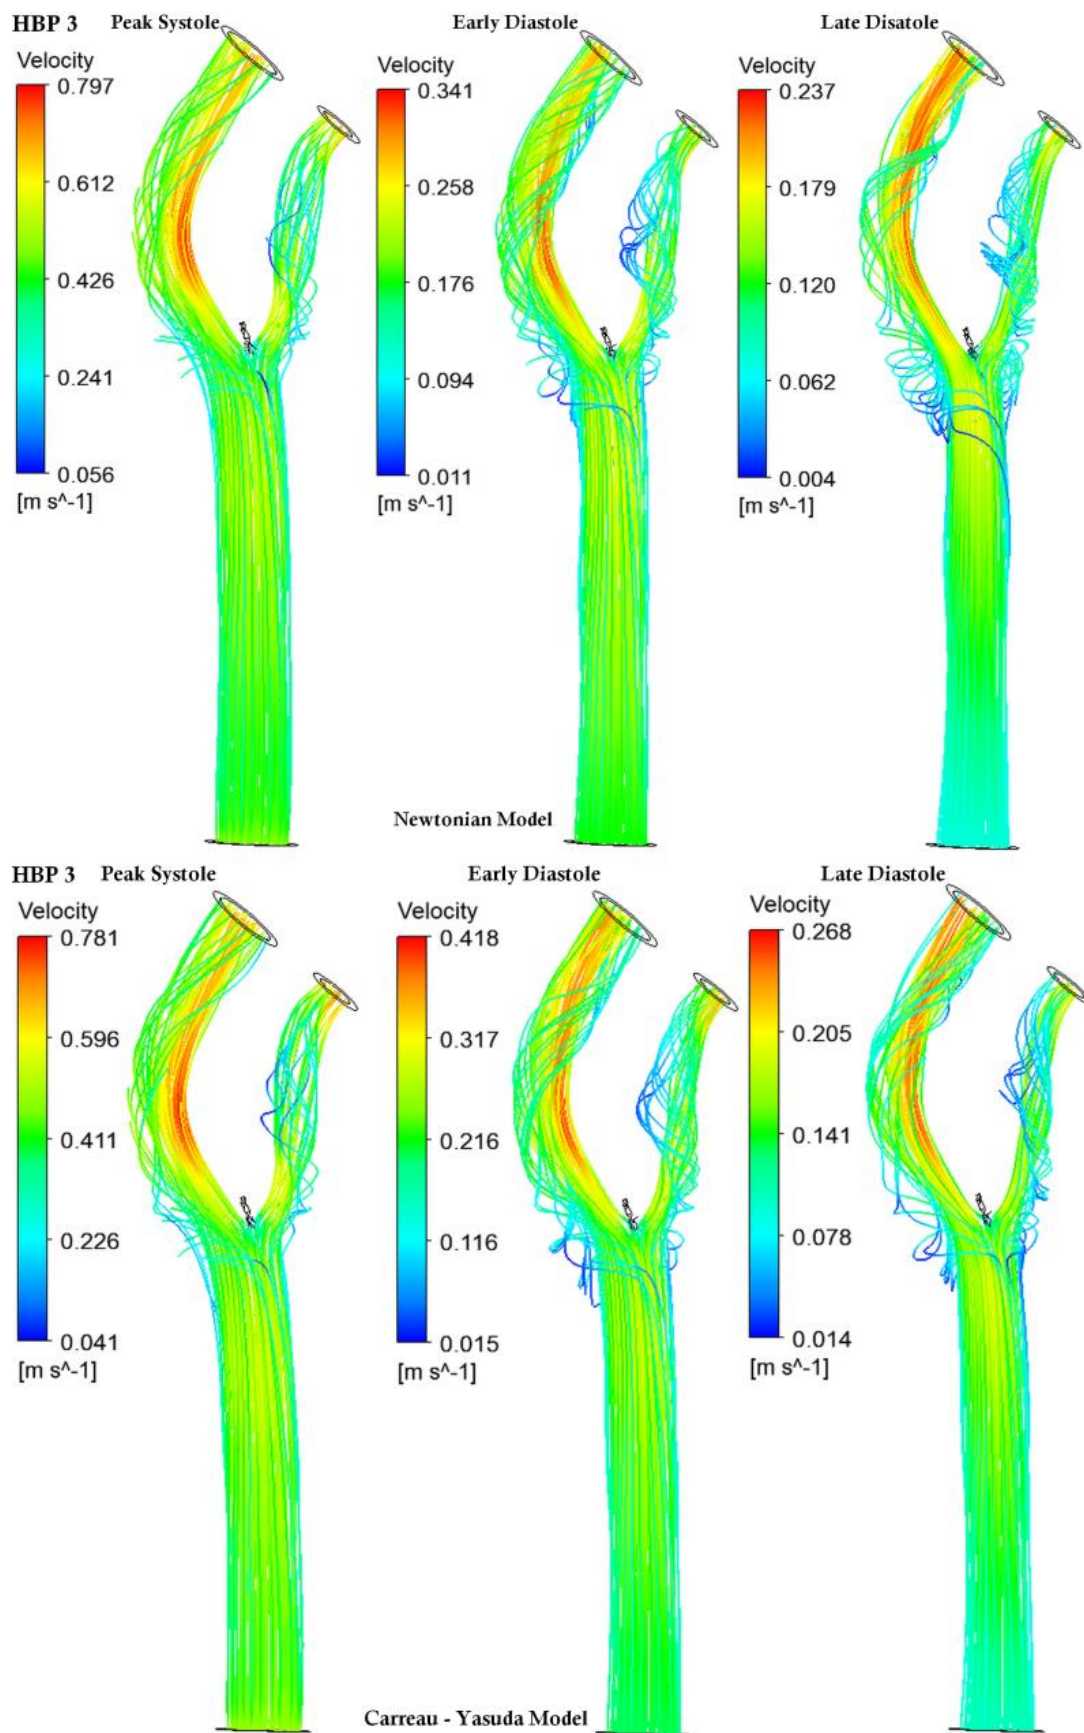 HBP 3 Peak Systole Early Diastole Late Disatole
Velocity Velocity Velocity
0.797 0.341 0.237
0.612 0.258 0.179
0.426 0.176 0.120
0.241 0.094 0.062
0.056 0.011 0.004
[m s^-1] [m s^-1] [m s^-1]
Newtonian Model
HBP 3 Peak Systole Early Diastole Late Diastole
Velocity Velocity Velocity
0.781 0.418 0.268
0.596 0.317 0.205
0.411 0.216 0.141
0.226 0.116 0.078
0.041 0.015 0.014
[m s^-1] [m s^-1] [m s^-1]
Carreau - Yasuda Model